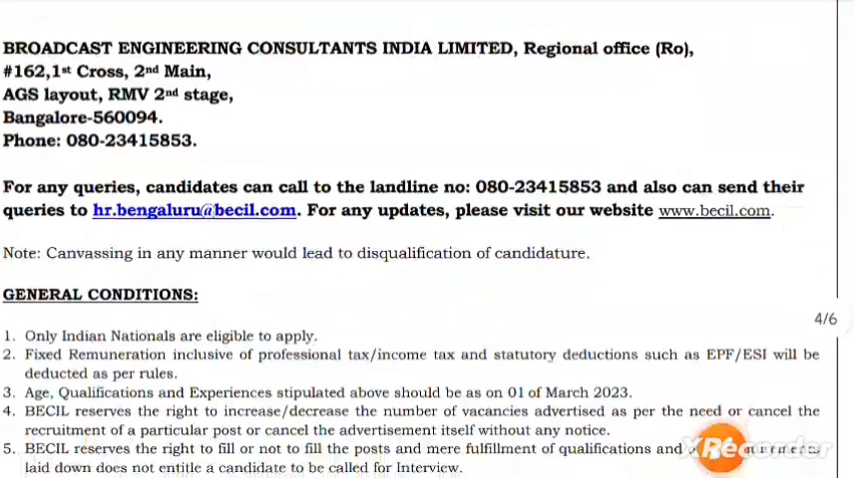 BROADCAST ENGINEERING CONSULTANTS INDIA LIMITED, Regional office (Ro),
#162,1st Cross, 2nd Main,
AGS layout, RMV 2nd stage,
Bangalore-560094.
Phone: 080-23415853.
For any queries, candidates can call to the landline no: 080-23415853 and also can send their
queries to hr.bengaluru@becil.com. For any updates, please visit our website www.becil.com.
Note: Canvassing in any manner would lead to disqualification of candidature.
GENERAL CONDITIONS:
4/6
1. Only Indian Nationals are eligible to apply.
2. Fixed Remuneration inclusive of professional tax/income tax and statutory deductions such as EPF/ESI will be
deducted as per rules.
3. Age, Qualifications and Experiences stipulated above should be as on 01 of March 2023.
4. BECIL reserves the right to increase/decrease the number of vacancies advertised as per the need or cancel the
recruitment of a particular post or cancel the advertisement itself without any notice.
5. BECIL reserves the right to fill or not to fill the posts and mere fulfillment of qualifications and
XRecorder
laid down does not entitle a candidate to be called for Interview.